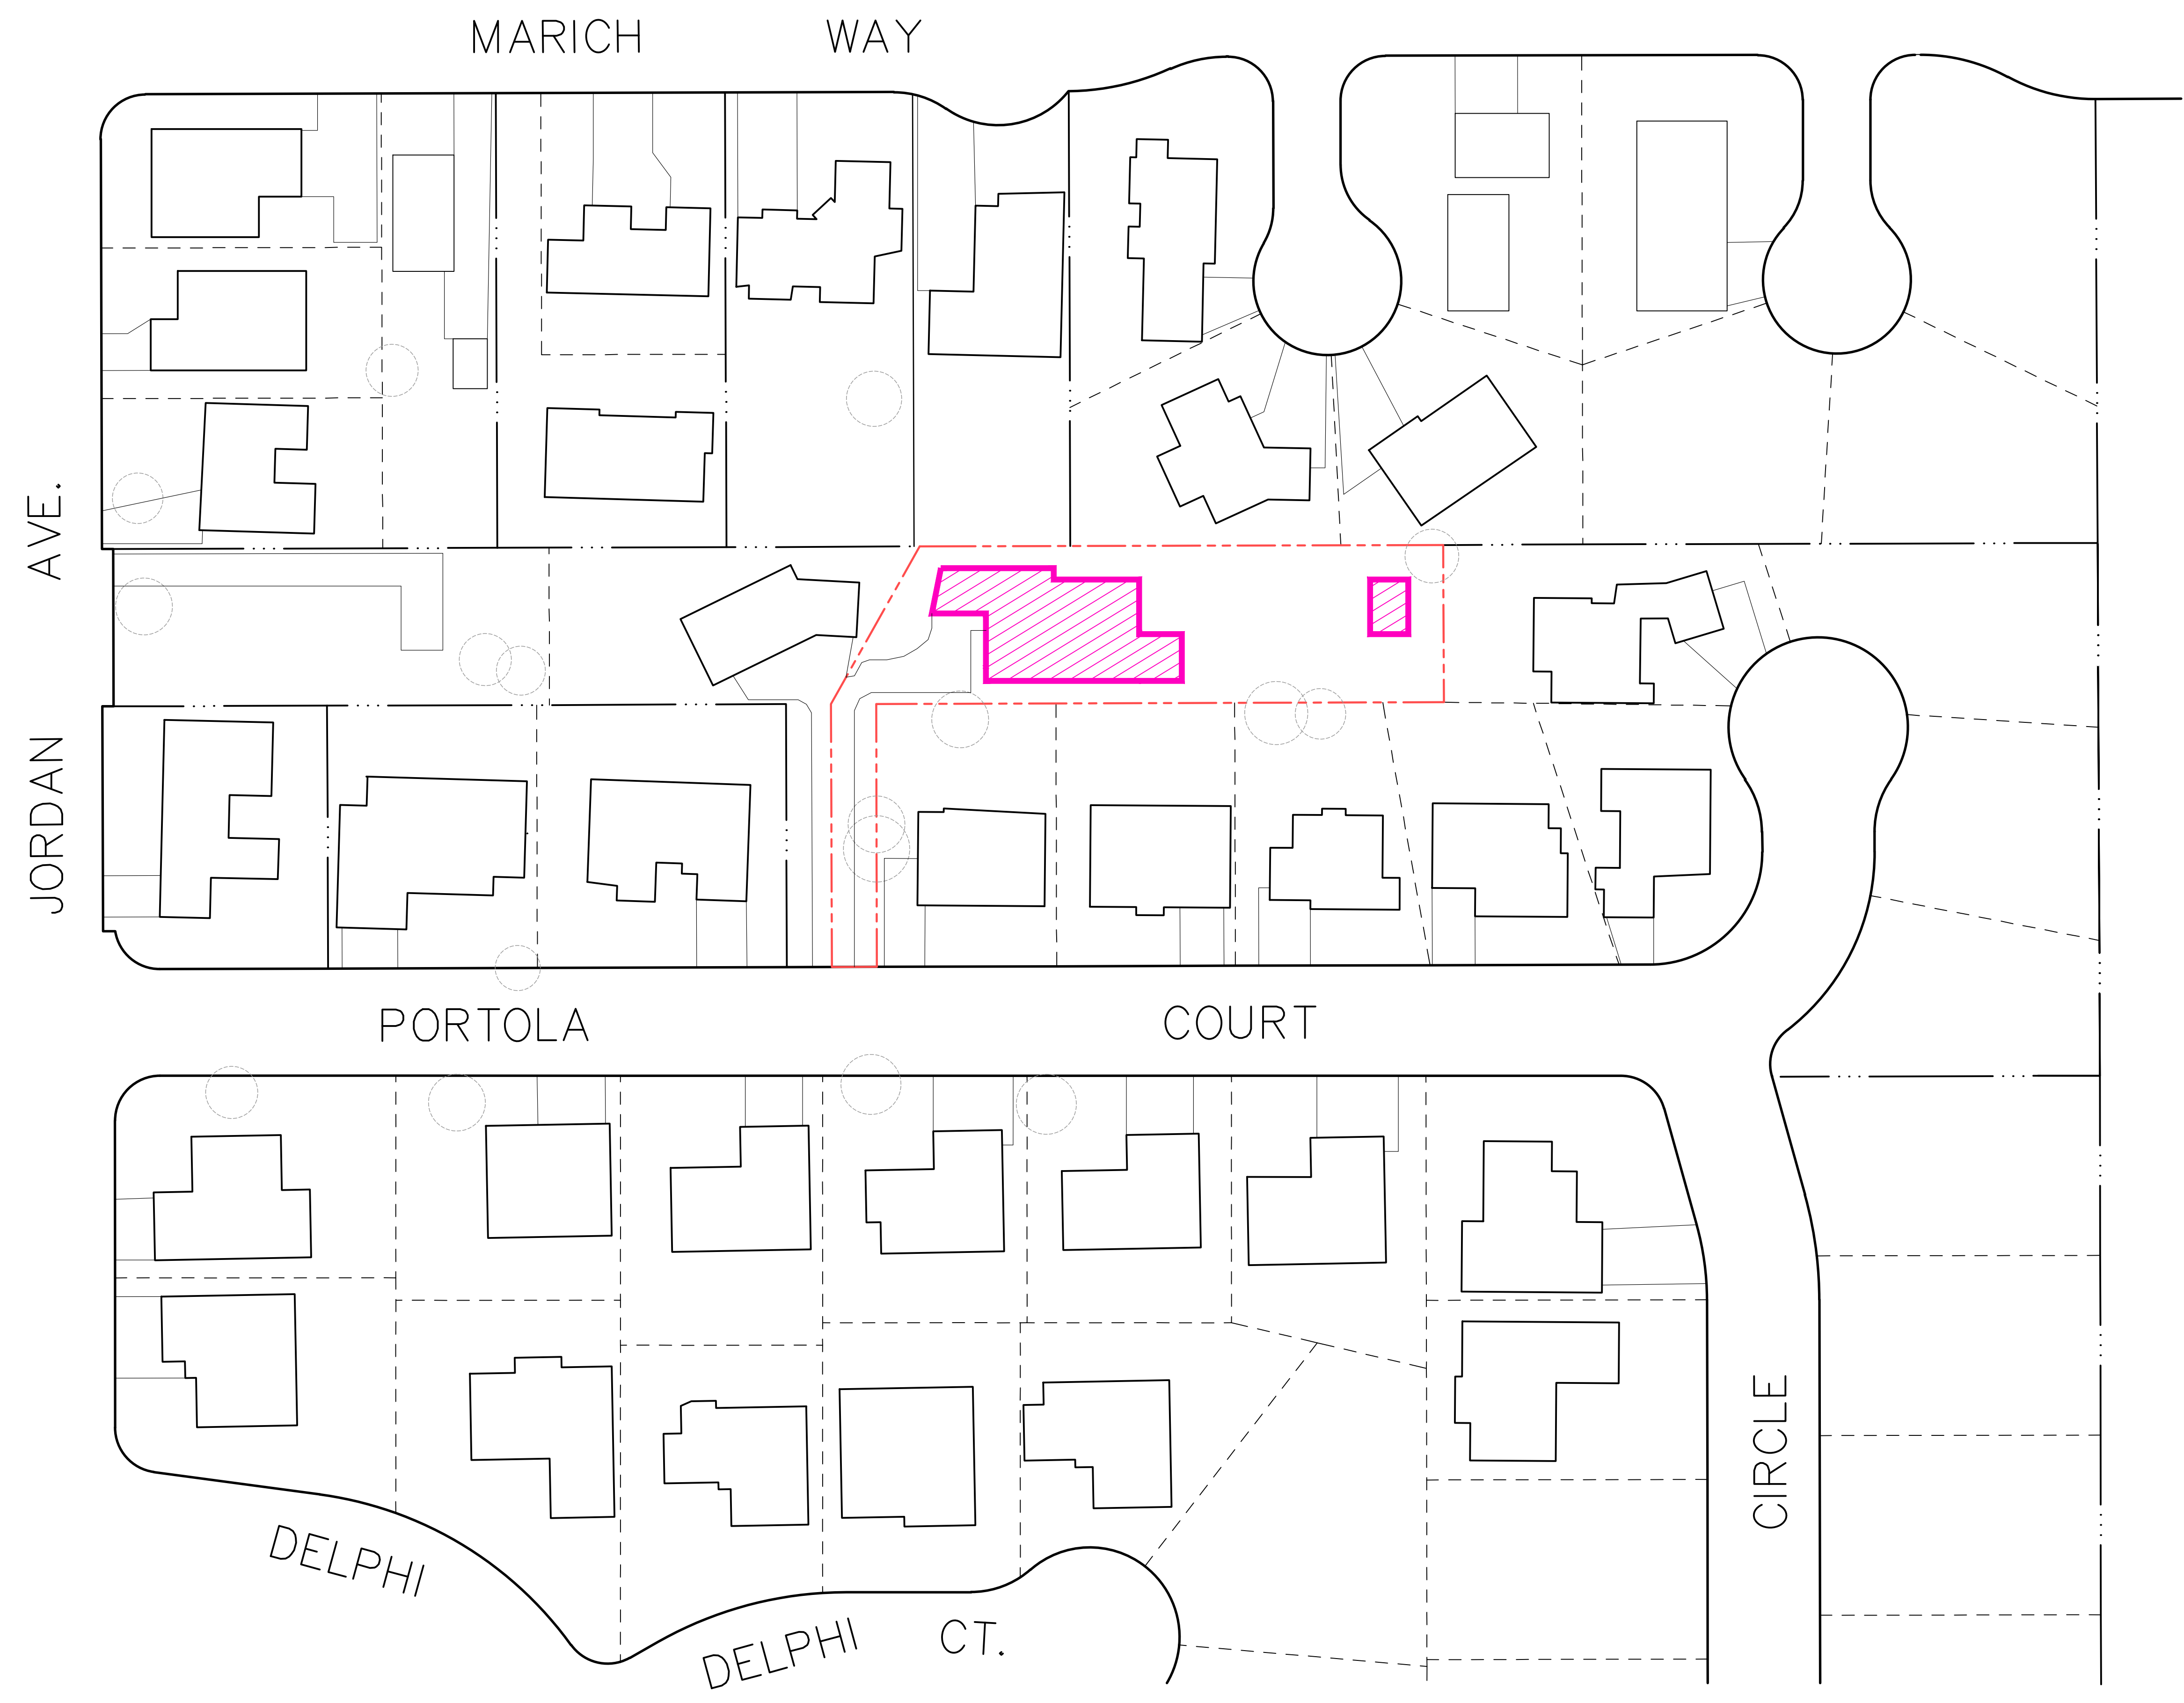 MARICH WAY
JORDAN AVE.
PORTOLA COURT
CIRCLE
DELPHI
DELPHI CT.